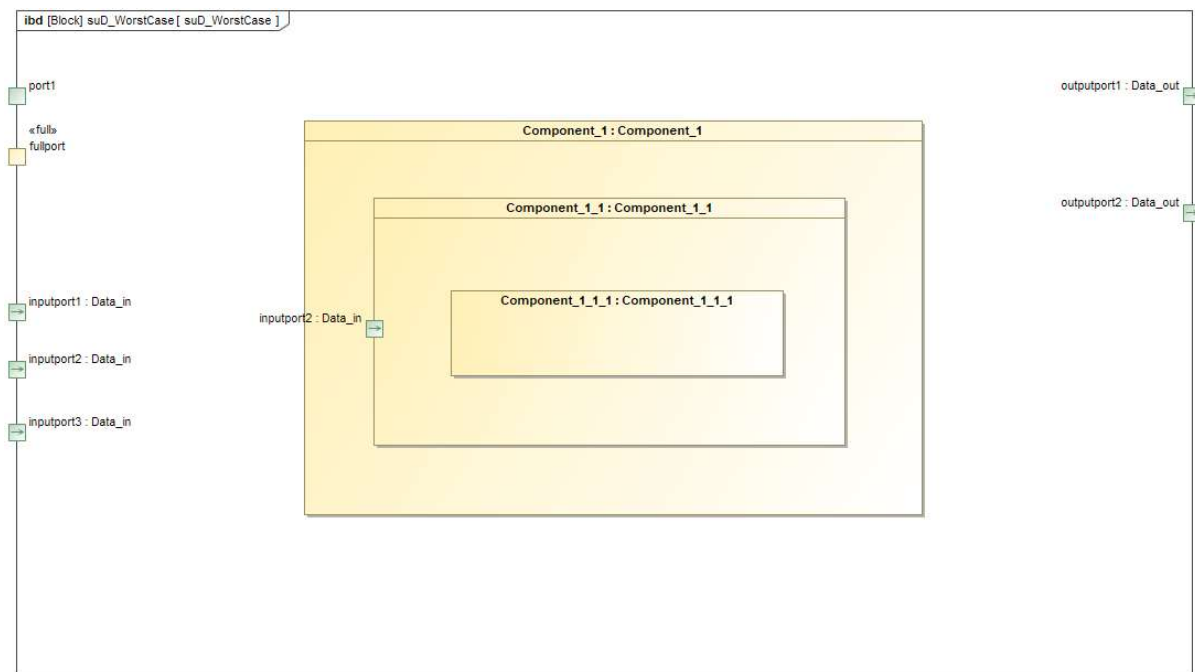 ibd [Block] suD_WorstCase [ suD_WorstCase ]
port1
outputport1 : Data_out
«full»
fullport
Component_1 : Component_1
outputport2 : Data_out
Component_1_1 : Component_1_1
inputport1 : Data_in
Component_1_1_1 : Component_1_1_1
inputport2 : Data_in
inputport2 : Data_in
inputport3 : Data_in